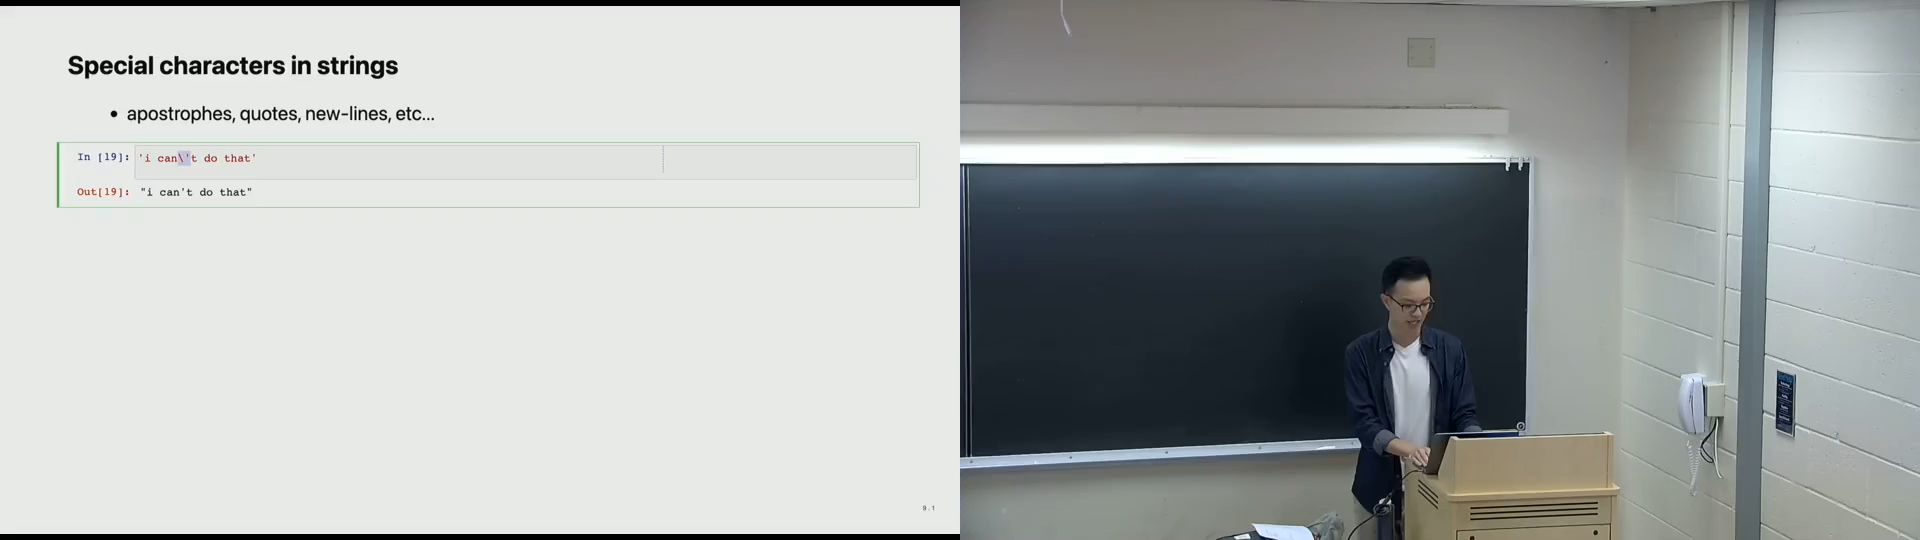 Special characters in strings
• apostrophes, quotes, new-lines, etc...
In [19]: 'i can\'t do that'
Out[19]: "i can't do that"
9.1